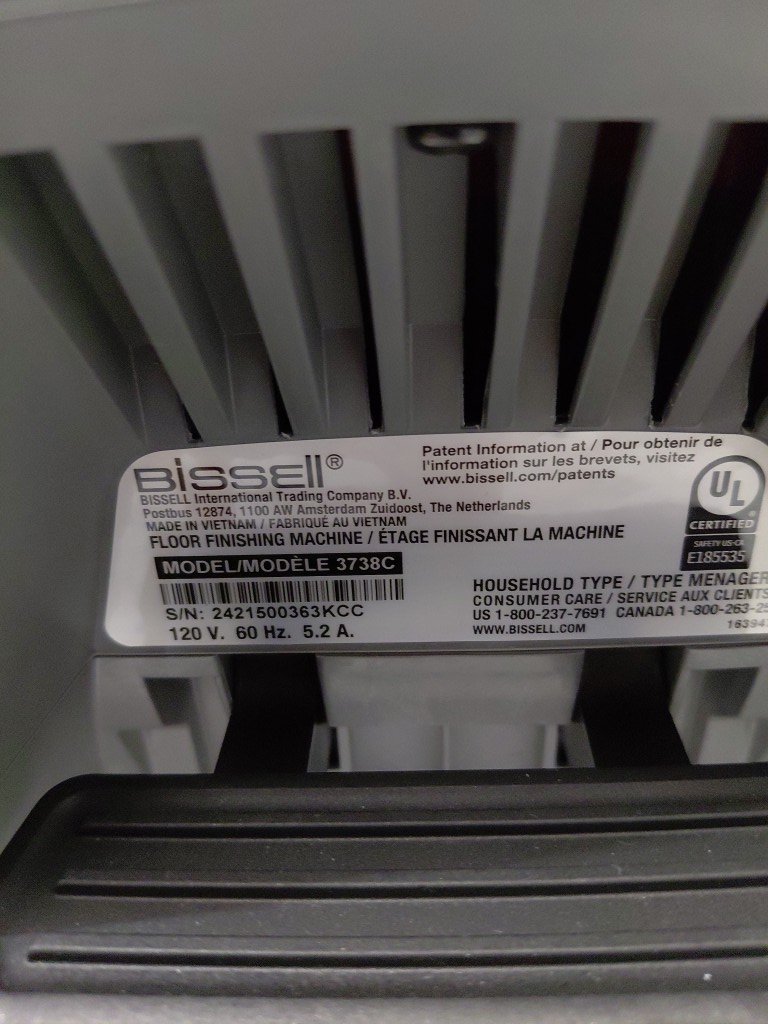 BISSELL®
BISSELL International Trading Company B.V.
Postbus 12874, 1100 AW Amsterdam Zuidoost, The Netherlands
MADE IN VIETNAM / FABRIQUÉ AU VIETNAM
FLOOR FINISHING MACHINE / ÉTAGE FINISSANT LA MACHINE
MODEL/MODÈLE 3738C
S/N: 2421500363KCC
120 V. 60 Hz. 5.2 A.
Patent Information at / Pour obtenir de
l'information sur les brevets, visitez
www.bissell.com/patents
UL®
CERTIFIED
SAFETY US-CA
E185535
HOUSEHOLD TYPE / TYPE MENAGER
CONSUMER CARE / SERVICE AUX CLIENTS
US 1-800-237-7691 CANADA 1-800-263-25
WWW.BISSELL.COM